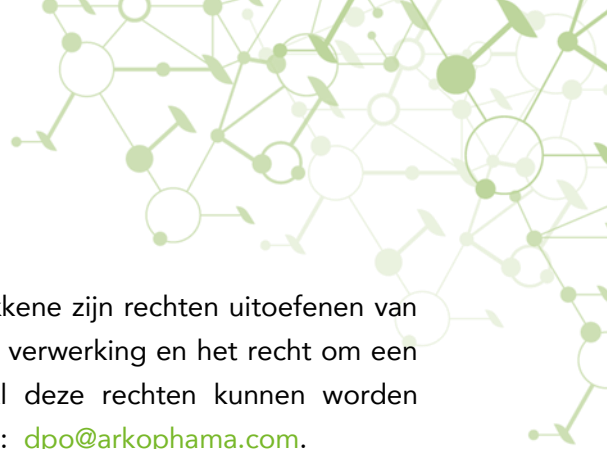 kene zijn rechten uitoefenen van
verwerking en het recht om een
deze rechten kunnen worden
: dpo@arkophama.com.